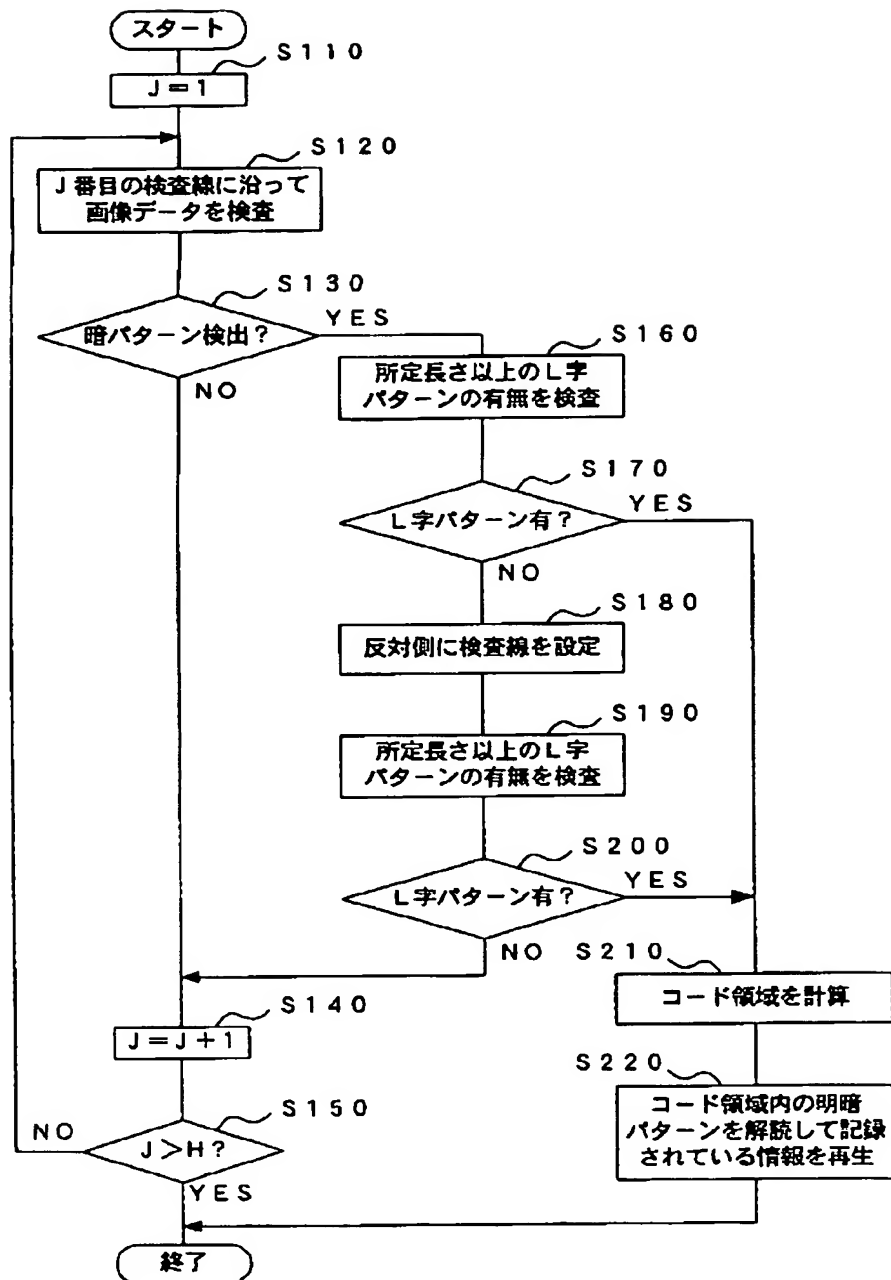 スタート
S110
J=1
S120
J番目の検査線に沿って
画像データを検査
S130
暗パターン検出?
YES
NO
S160
所定長さ以上のL字
パターンの有無を検査
S170
L字パターン有?
YES
NO
S180
反対側に検査線を設定
S190
所定長さ以上のL字
パターンの有無を検査
S200
L字パターン有?
YES
NO
S210
コード領域を計算
S140
J=J+1
S220
コード領域内の明暗
パターンを解読して記録
されている情報を再生
S150
J>H?
NO
YES
終了